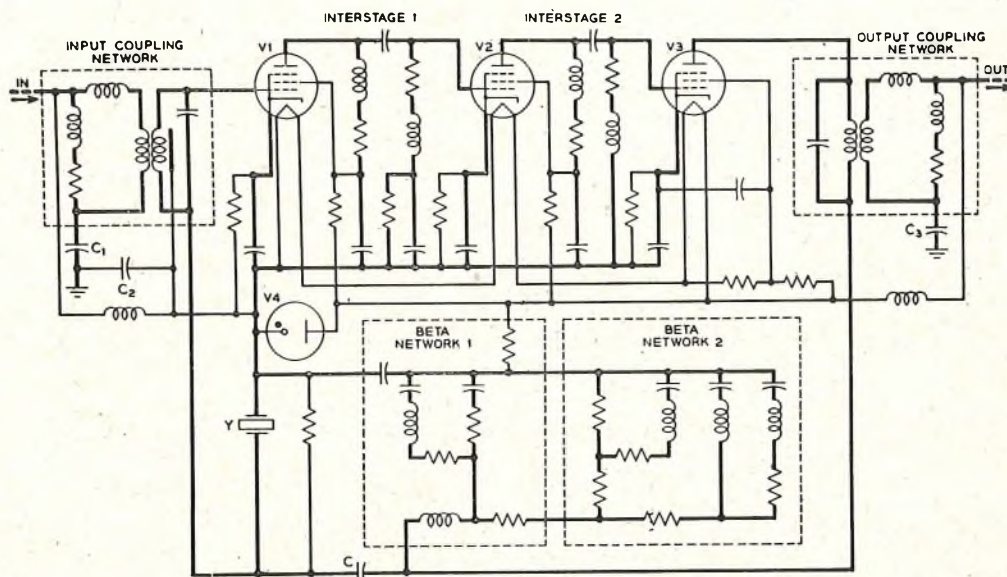 INTERSTAGE 1
INTERSTAGE 2
INPUT COUPLING
NETWORK
V1
V2
V3
OUTPUT COUPLING
NETWORK
IN
OUT
C1
C2
C3
V4
BETA
NETWORK 1
BETA
NETWORK 2
Y
C